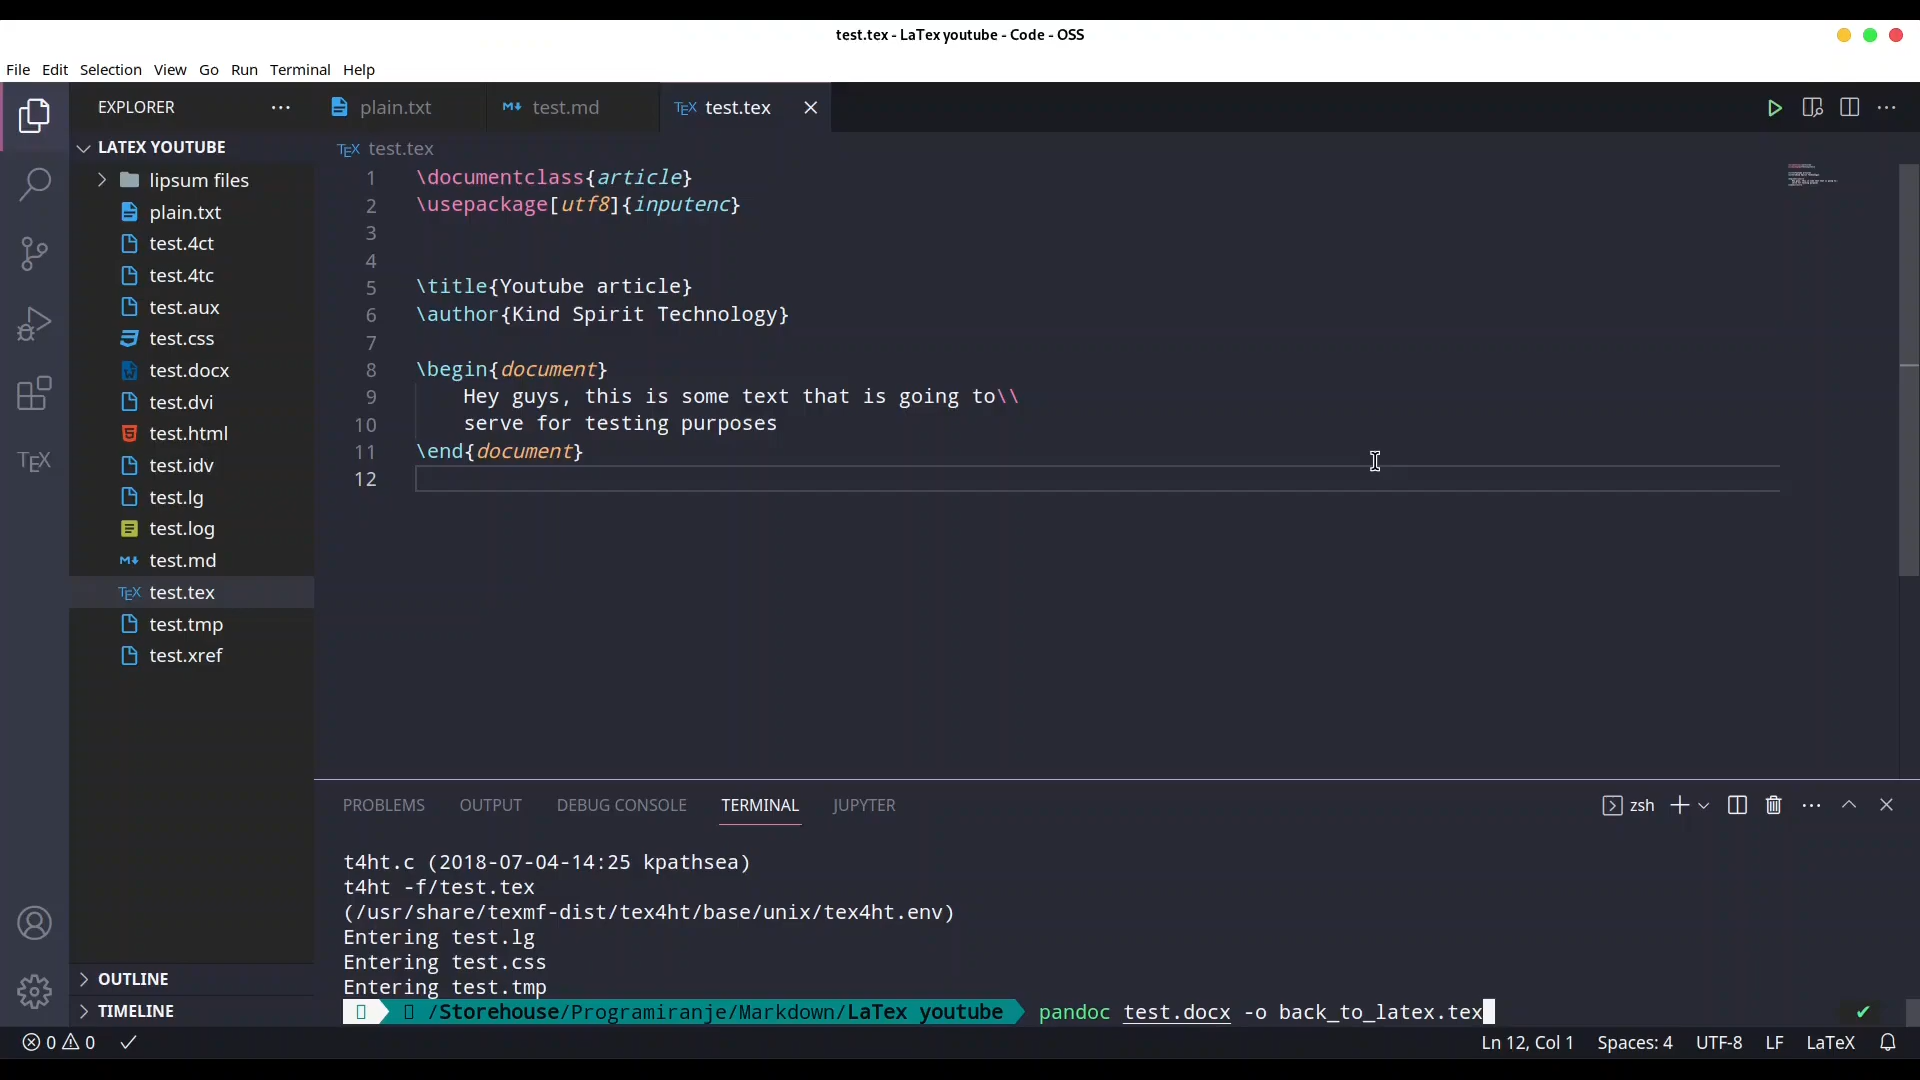 test.tex - LaTex youtube - Code - OSS
File Edit Selection View Go Run Terminal Help
EXPLORER
LATEX YOUTUBE
lipsum files
plain.txt
test.4ct
test.4tc
test.aux
test.css
test.docx
test.dvi
test.html
test.idv
test.lg
test.log
test.md
test.tex
test.tmp
test.xref
OUTLINE
TIMELINE
plain.txt test.md test.tex
test.tex
1 \documentclass{article}
2 \usepackage[utf8]{inputenc}
3
4
5 \title{Youtube article}
6 \author{Kind Spirit Technology}
7
8 \begin{document}
9 Hey guys, this is some text that is going to\\
10 serve for testing purposes
11 \end{document}
12
PROBLEMS OUTPUT DEBUG CONSOLE TERMINAL JUPYTER
zsh
t4ht.c (2018-07-04-14:25 kpathsea)
t4ht -f/test.tex
(/usr/share/texmf-dist/tex4ht/base/unix/tex4ht.env)
Entering test.lg
Entering test.css
Entering test.tmp
/Storehouse/Programiranje/Markdown/LaTex youtube pandoc test.docx -o back_to_latex.tex
0 0 Ln 12, Col 1 Spaces: 4 UTF-8 LF LaTeX